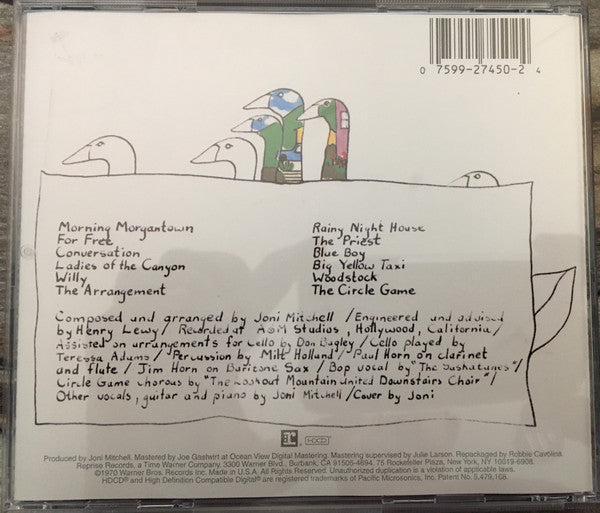 0 7599-27450-2 4
Morning Morgantown
For Free
Conversation
Ladies of the Canyon
Willy
The Arrangement
Rainy Night House
The Priest
Blue Boy
Big Yellow Taxi
Woodstock
The Circle Game
Composed and arranged by Joni Mitchell / Engineered and advised
by Henry Lewy / Recorded at A&M Studios, Hollywood, California /
Assisted on arrangements for Cello by Don Bagley / Cello played by
Teressa Adams / Percussion by Milt Holland / Paul Horn on clarinet
and flute / Jim Horn on Baritone Sax / Bop vocal by "The Saskatunes" /
Circle Game chorous by "The Lookout Mountain United Downstairs Choir" /
Other vocals, guitar and piano by Joni Mitchell / Cover by Joni
r HDCD
Produced by Joni Mitchell. Mastered by Joe Gastwirt at Ocean View Digital Mastering. Mastering supervised by Julie Larson. Repackaged by Robbie Cavolina.
Reprise Records, a Time Warner Company, 3300 Warner Blvd., Burbank, CA 91505-4694. 75 Rockefeller Plaza, New York, NY 10019-6908.
©1970 Warner Bros. Records Inc. Made in U.S.A. All Rights Reserved. Unauthorized duplication is a violation of applicable laws.
HDCD® and High Definition Compatible Digital® are registered trademarks of Pacific Microsonics, Inc. Patent No. 5,479,168.